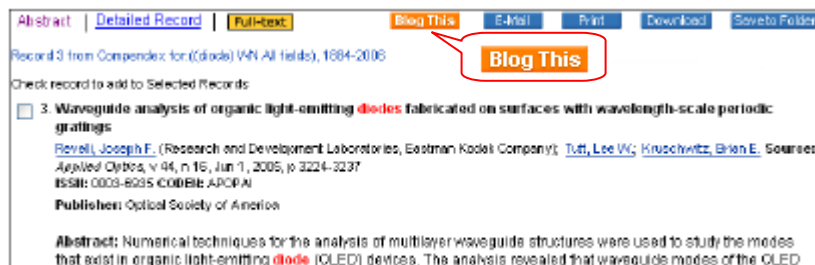 Abstract | Detailed Record | Full-text Blog This E-Mail Print Download Save to Folder
Record 3 from Compendex for:((diode) WN All fields), 1884-2006
Blog This
Check record to add to Selected Records
3. Waveguide analysis of organic light-emitting diodes fabricated on surfaces with wavelength-scale periodic
gratings
Revelli, Joseph F. (Research and Development Laboratories, Eastman Kodak Company); Tutt, Lee W.; Kruschwitz, Brian E. Source:
Applied Optics, v 44, n 16, Jun 1, 2005, p 3224-3237
ISSN: 0003-6935 CODEN: APOPAI
Publisher: Optical Society of America
Abstract: Numerical techniques for the analysis of multilayer waveguide structures were used to study the modes
that exist in organic light-emitting diode (OLED) devices. The analysis revealed that waveguide modes of the OLED